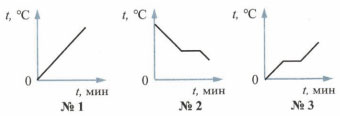 t, °C
0
t, мин
№ 1
t, °C
0
t, мин
№ 2
t, °C
0
t, мин
№ 3